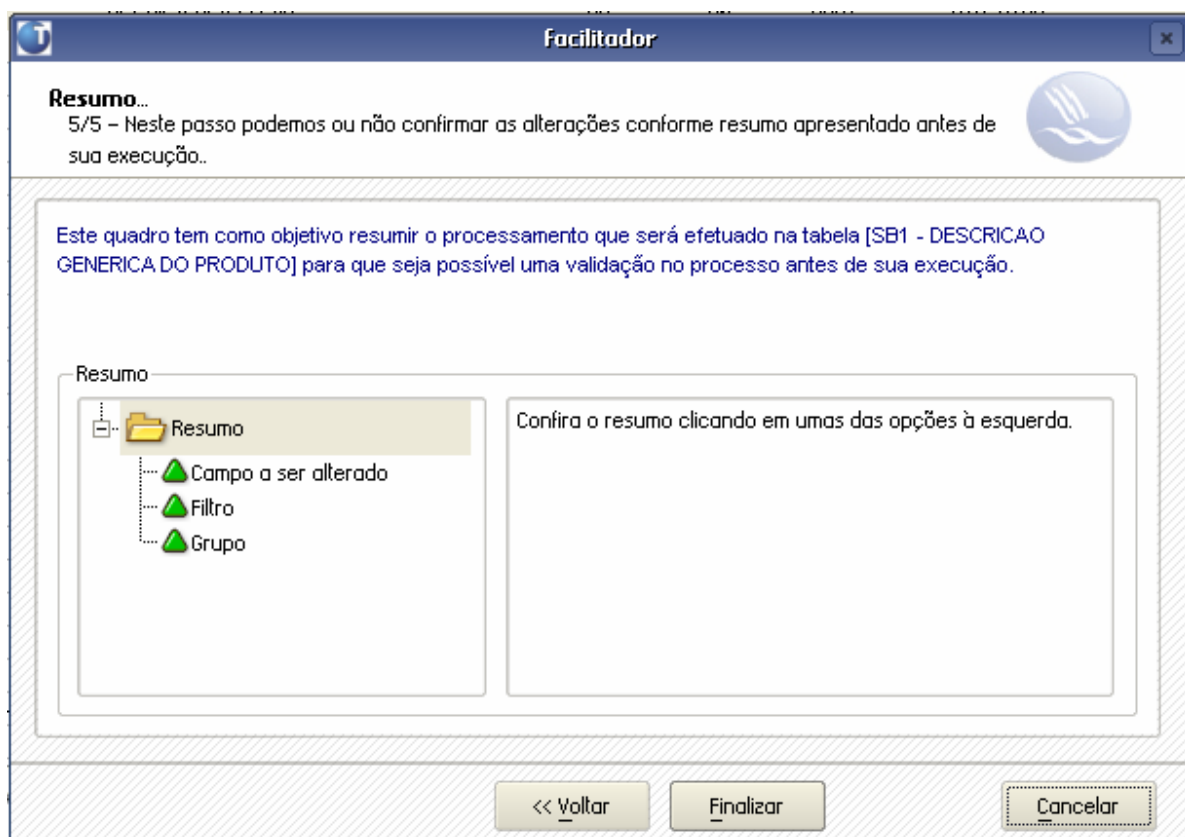 Facilitador
Resumo...
5/5 – Neste passo podemos ou não confirmar as alterações conforme resumo apresentado antes de
sua execução..
Este quadro tem como objetivo resumir o processamento que será efetuado na tabela [SB1 - DESCRICAO
GENERICA DO PRODUTO] para que seja possível uma validação no processo antes de sua execução.
Resumo
Resumo
Campo a ser alterado
Filtro
Grupo
Confira o resumo clicando em umas das opções à esquerda.
<< Voltar
Finalizar
Cancelar